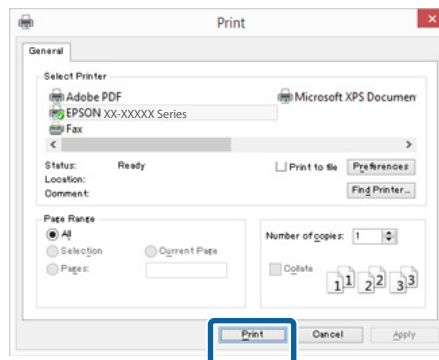 Print
General
Select Printer
Adobe PDF
Microsoft XPS Documen
EPSON XX-XXXXX Series
Fax
Status: Ready
Print to file
Preferences
Location:
Comment:
Find Printer...
Page Range
All
Number of copies: 1
Selection
Current Page
Pages:
Collate
1 1 2 2 3 3
Print
Cancel
Apply